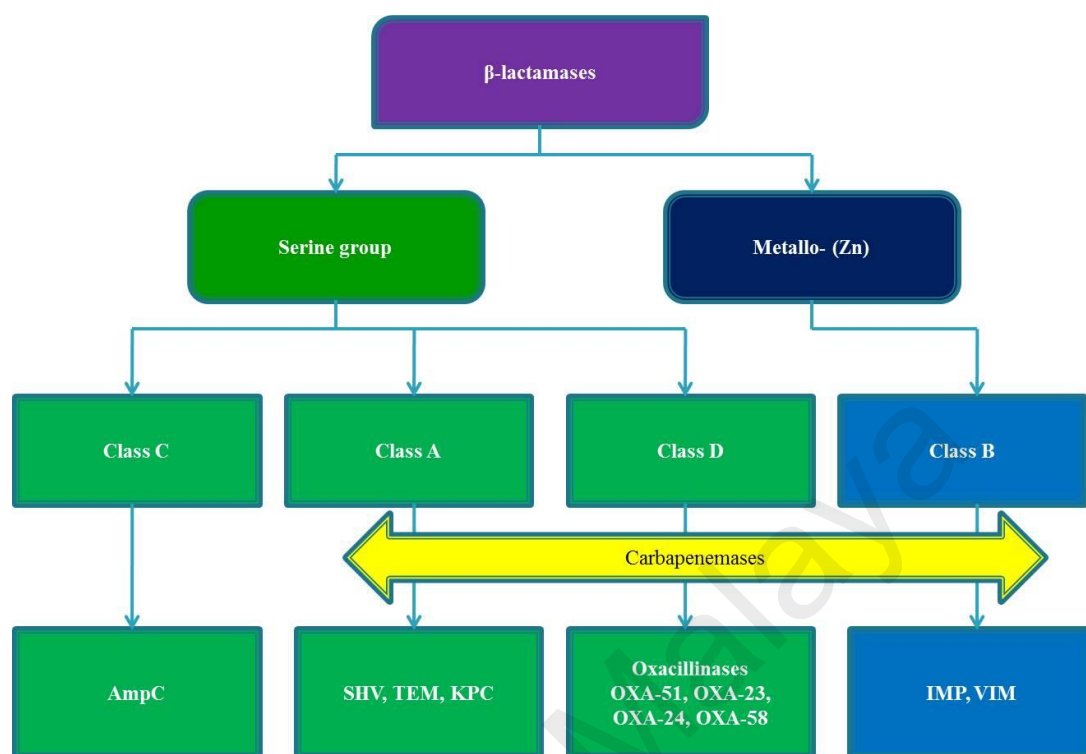 β-lactamases
Serine group
Metallo- (Zn)
Class C
Class A
Class D
Class B
Carbapenemases
AmpC
SHV, TEM, KPC
Oxacillinases
OXA-51, OXA-23,
OXA-24, OXA-58
IMP, VIM
Malaya